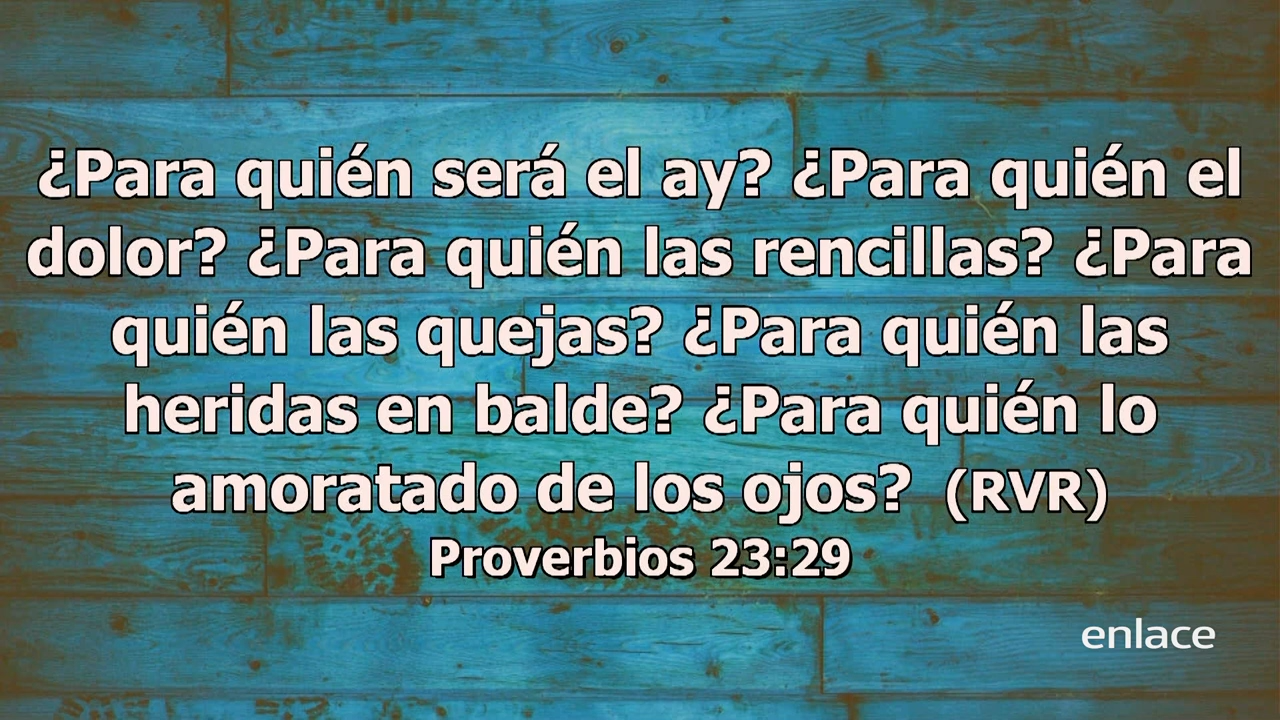 ¿Para quién será el ay? ¿Para quién el
dolor? ¿Para quién las rencillas? ¿Para
quién las quejas? ¿Para quién las
heridas en balde? ¿Para quién lo
amoratado de los ojos? (RVR)
Proverbios 23:29
enlace